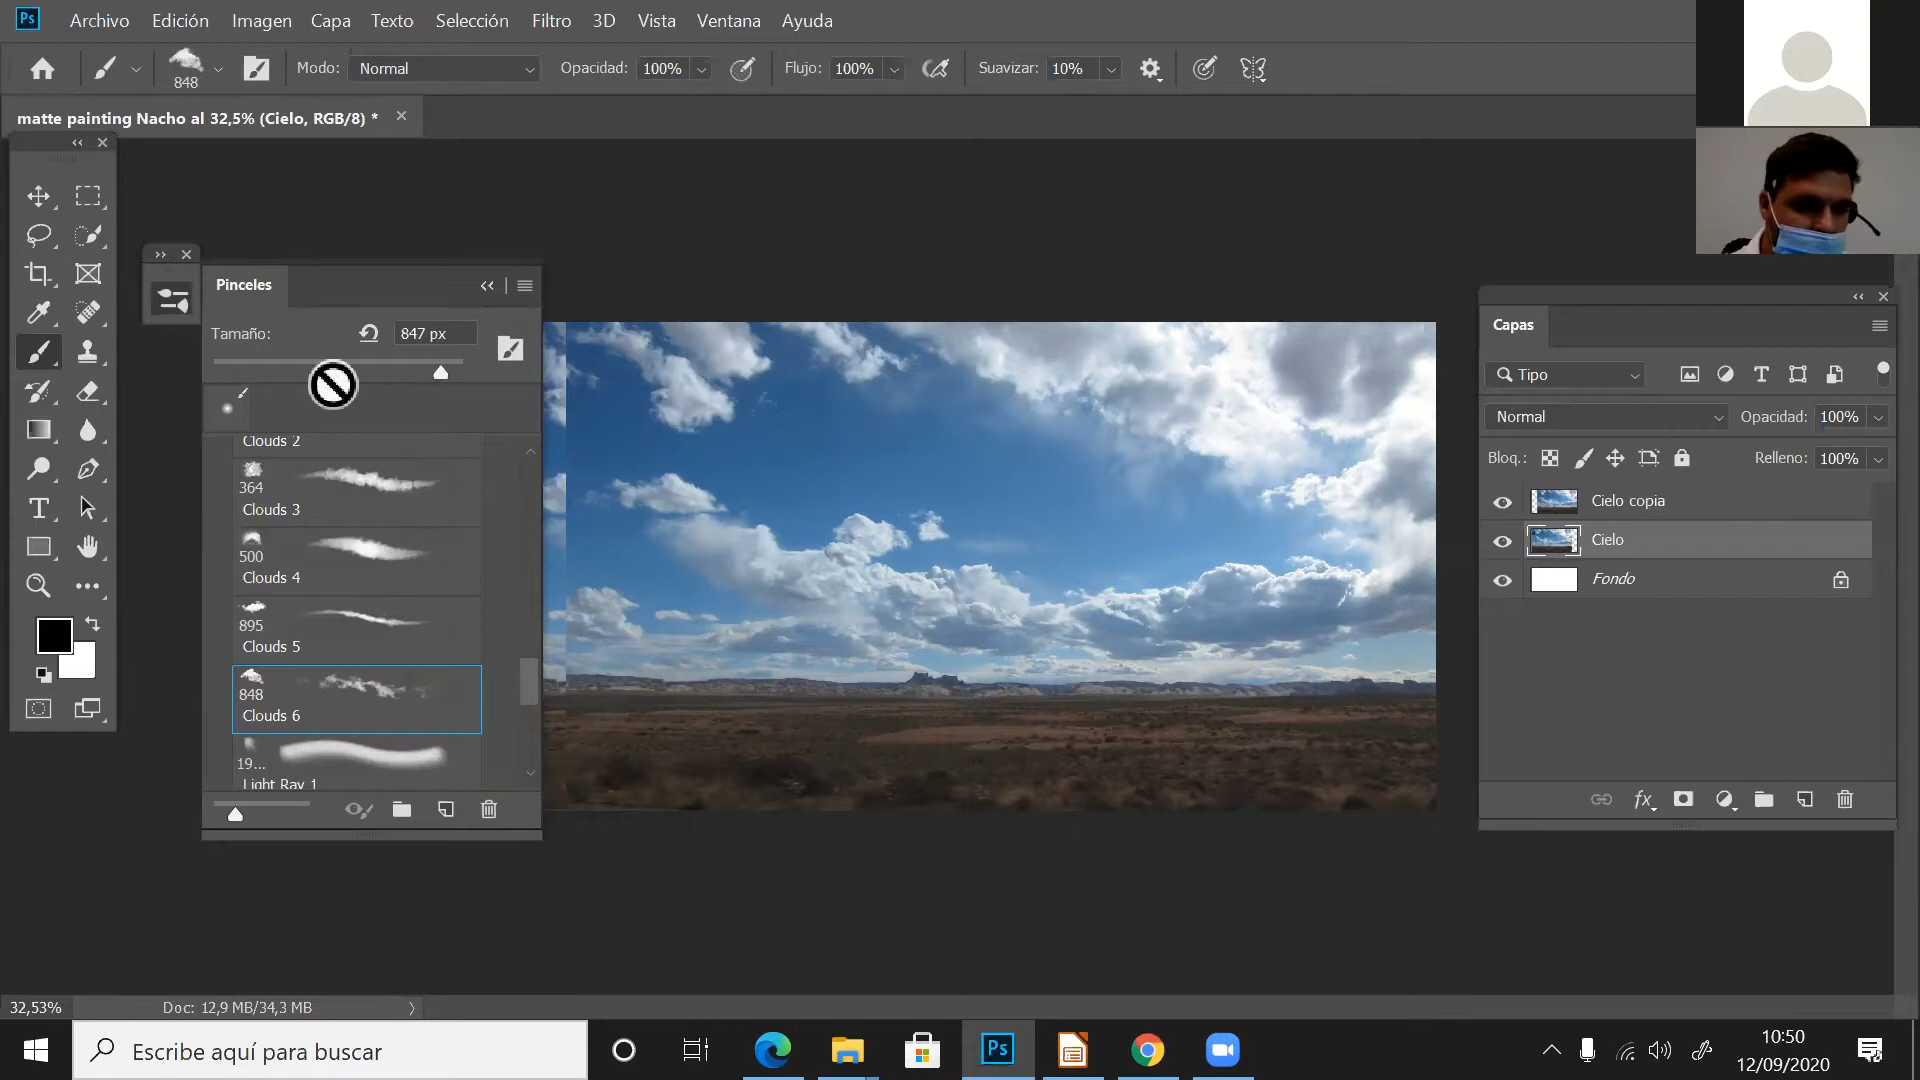 Ps Archivo Edición Imagen Capa Texto Selección Filtro 3D Vista Ventana Ayuda
848 Modo: Normal Opacidad: 100% Flujo: 100% Suavizar: 10%
matte painting Nacho al 32,5% (Cielo, RGB/8) *
Pinceles
Tamaño: 847 px
Clouds 2
364
Clouds 3
500
Clouds 4
895
Clouds 5
848
Clouds 6
19...
Light Ray 1
Capas
Tipo
Normal Opacidad: 100%
Bloq.: Relleno: 100%
Cielo copia
Cielo
Fondo
fx
32,53% Doc: 12,9 MB/34,3 MB
Escribe aquí para buscar
Ps
10:50
12/09/2020